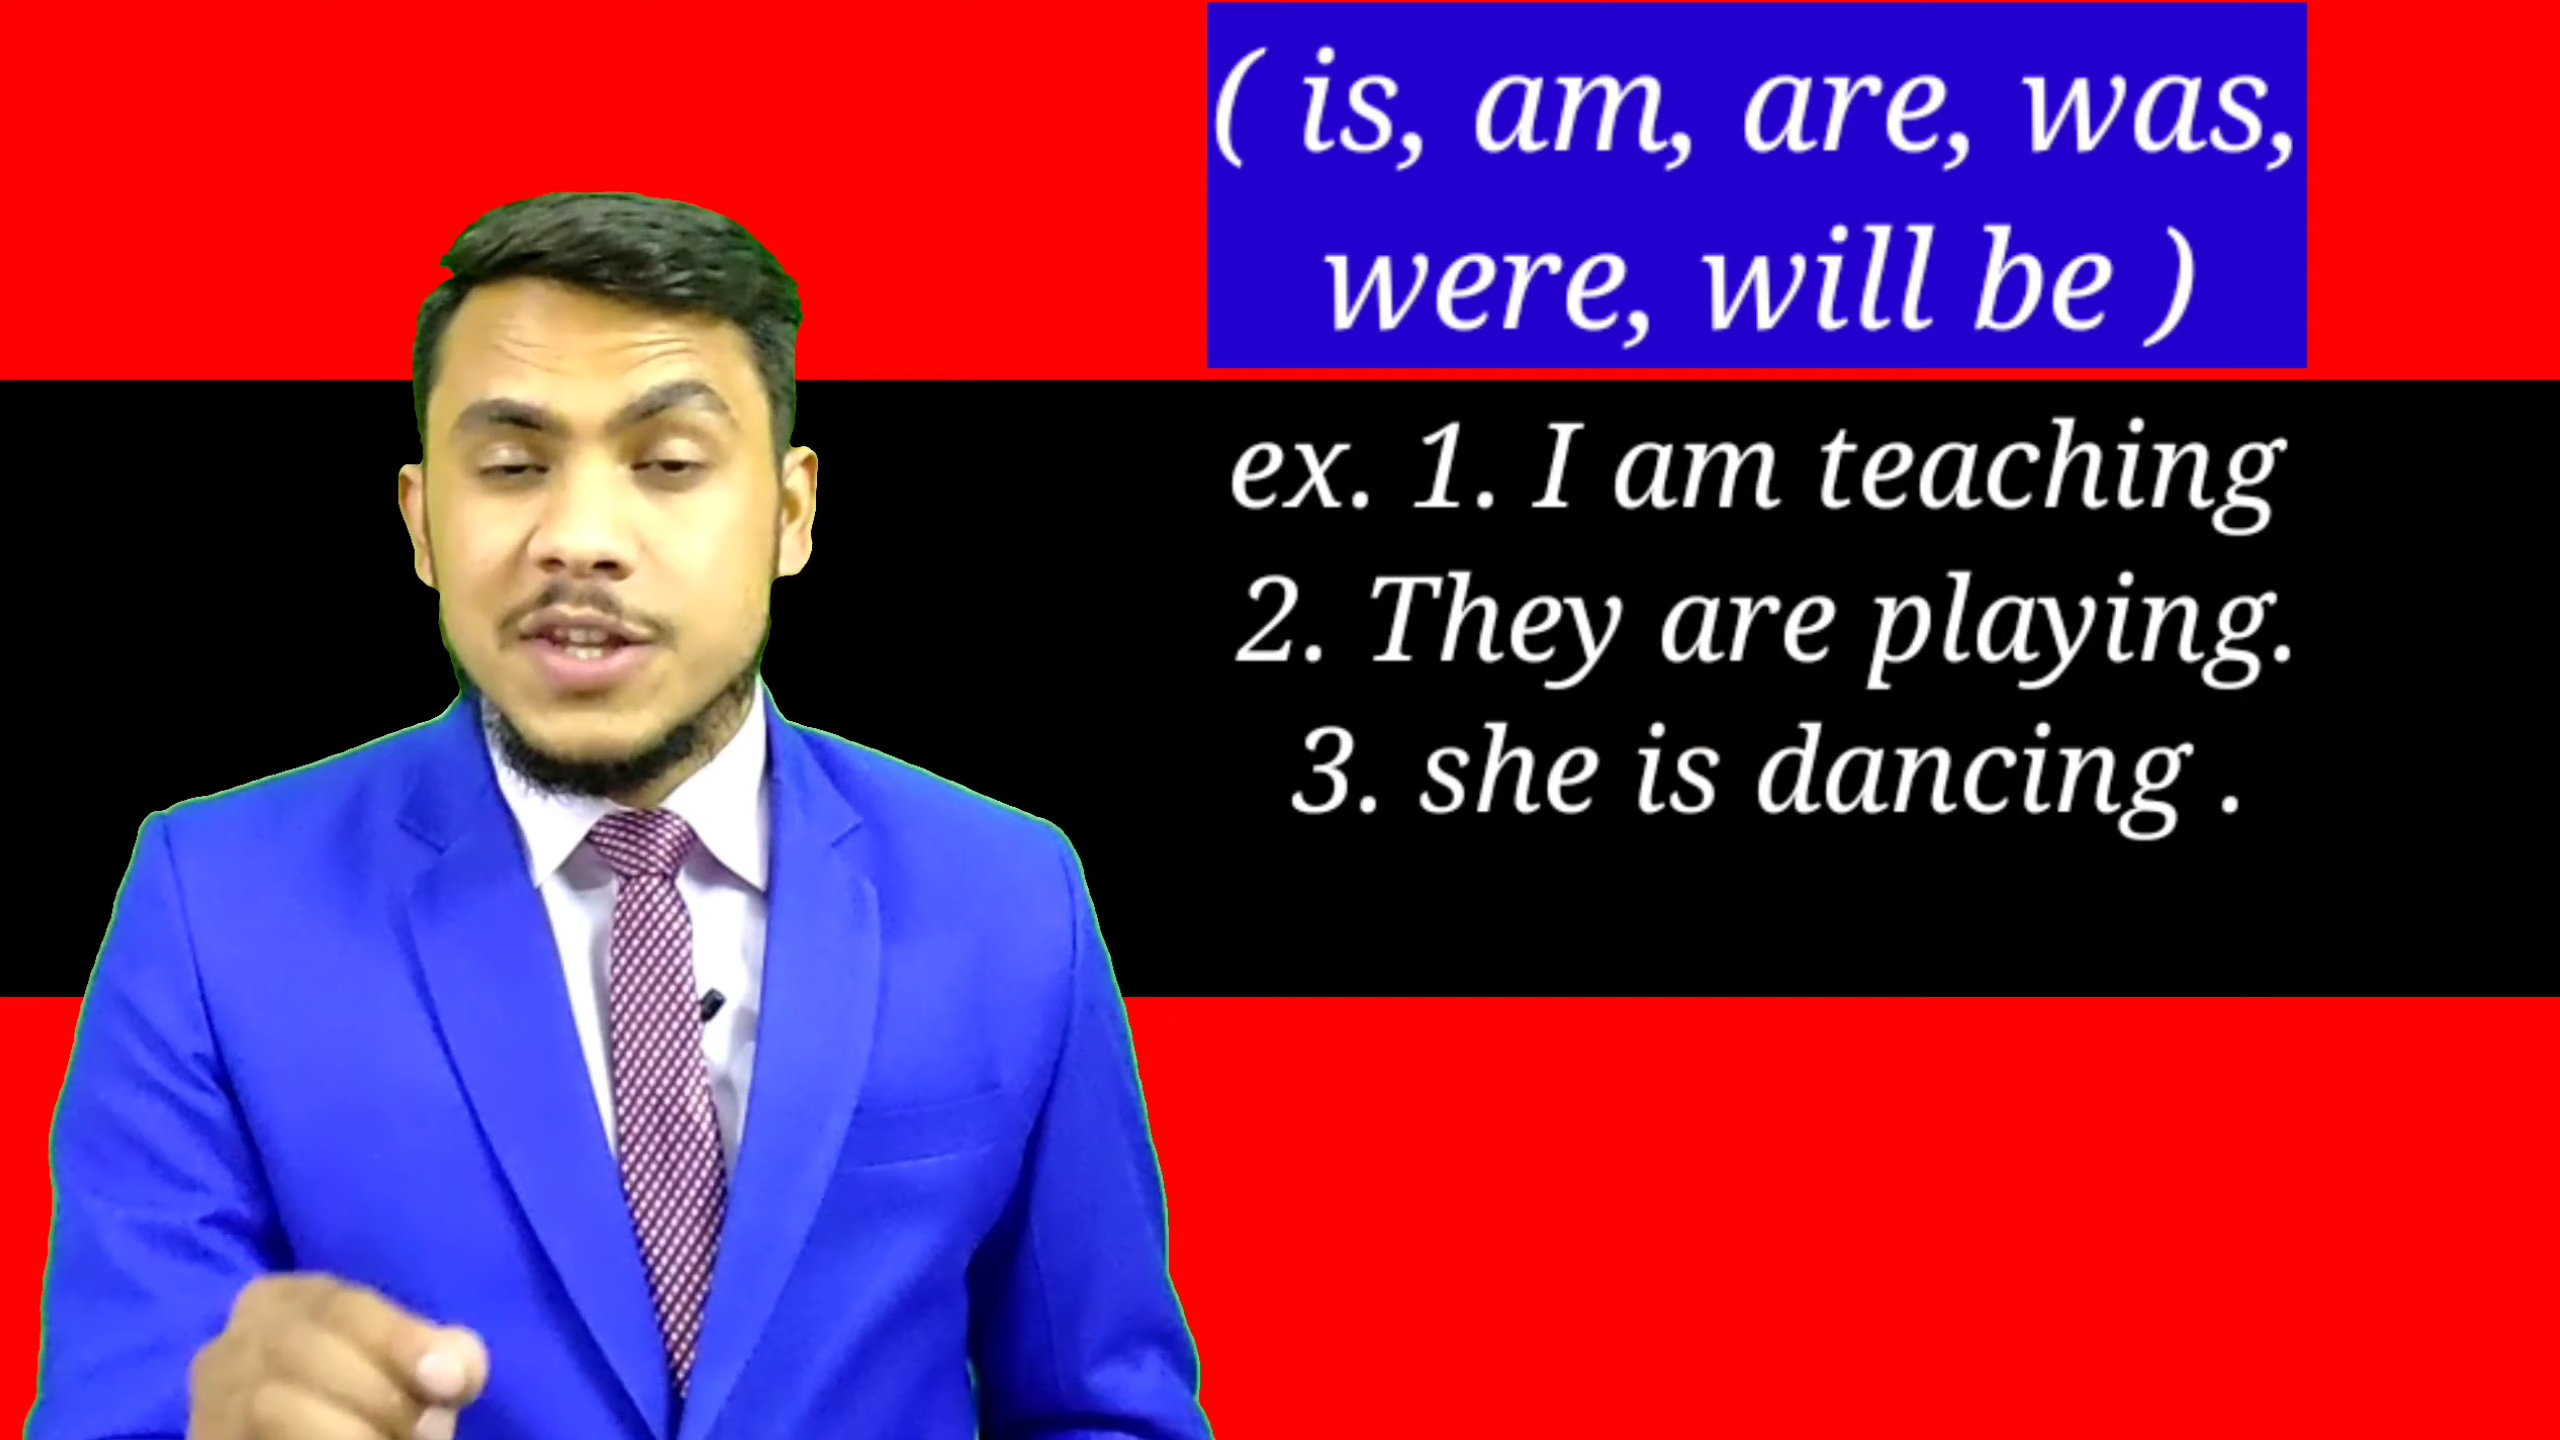 ( is, am, are, was,
were, will be )
ex. 1. I am teaching
2. They are playing.
3. she is dancing .